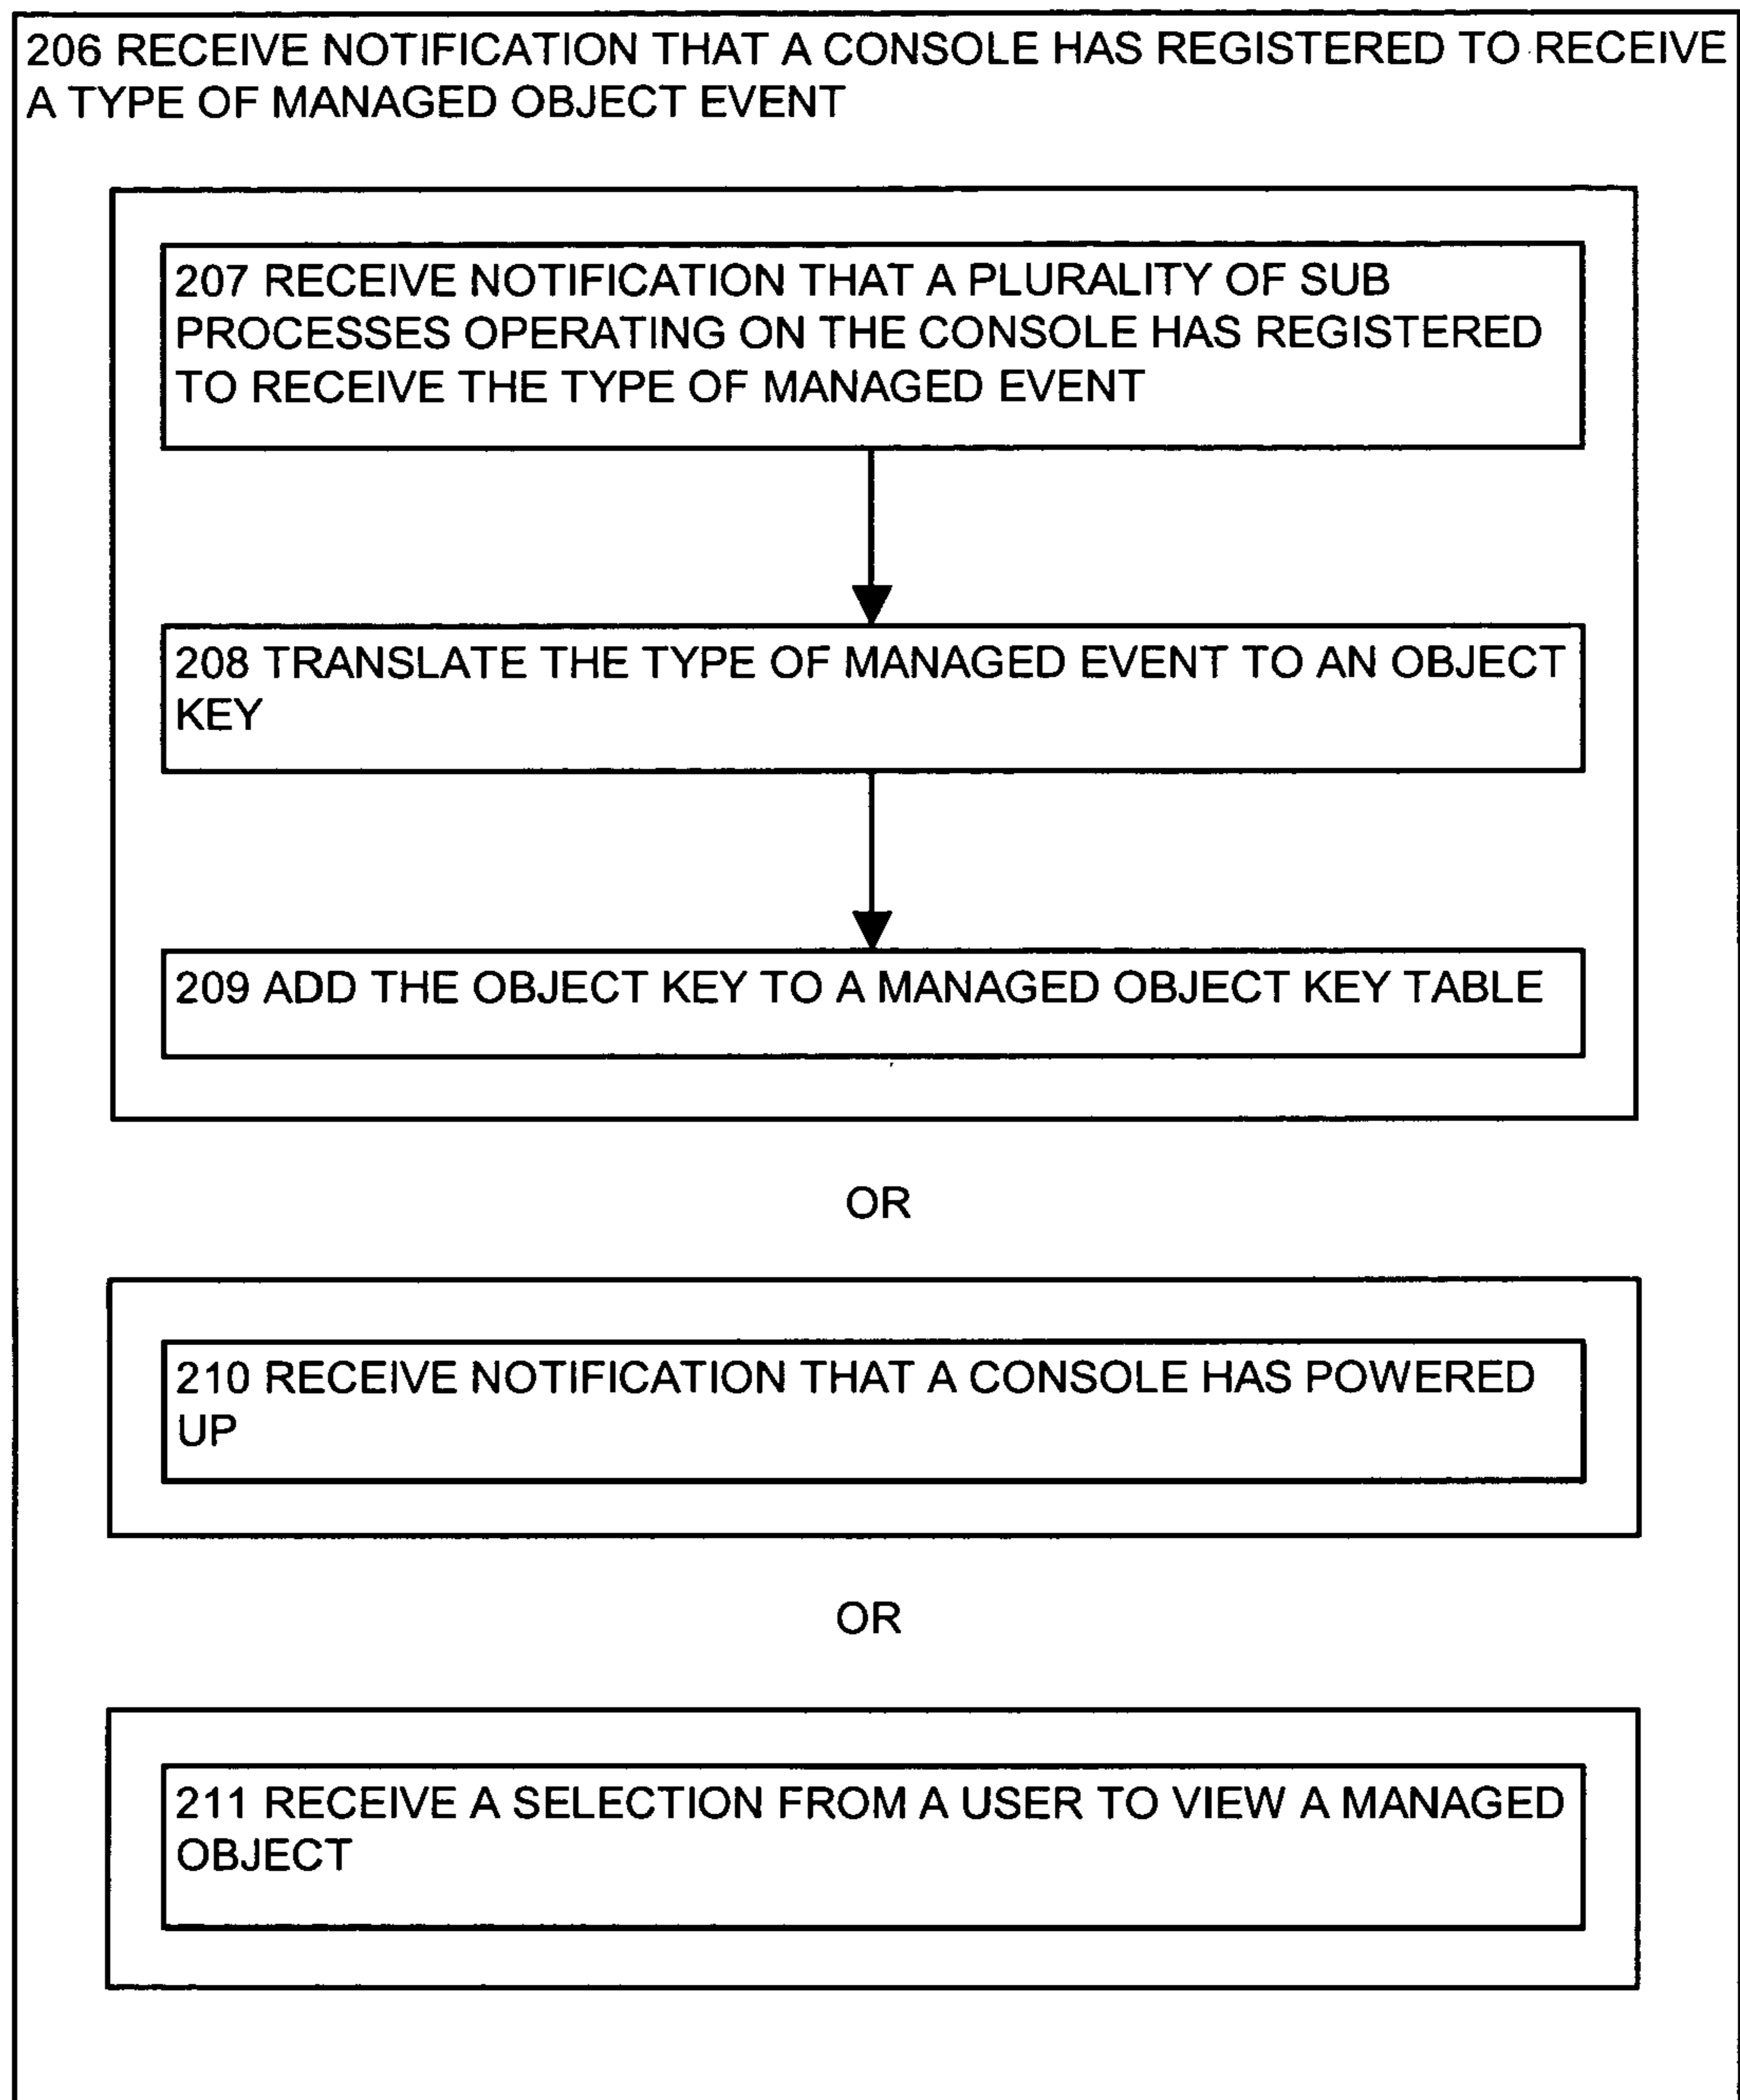 206 RECEIVE NOTIFICATION THAT A CONSOLE HAS REGISTERED TO RECEIVE
A TYPE OF MANAGED OBJECT EVENT
207 RECEIVE NOTIFICATION THAT A PLURALITY OF SUB
PROCESSES OPERATING ON THE CONSOLE HAS REGISTERED
TO RECEIVE THE TYPE OF MANAGED EVENT
208 TRANSLATE THE TYPE OF MANAGED EVENT TO AN OBJECT
KEY
209 ADD THE OBJECT KEY TO A MANAGED OBJECT KEY TABLE
OR
210 RECEIVE NOTIFICATION THAT A CONSOLE HAS POWERED
UP
OR
211 RECEIVE A SELECTION FROM A USER TO VIEW A MANAGED
OBJECT